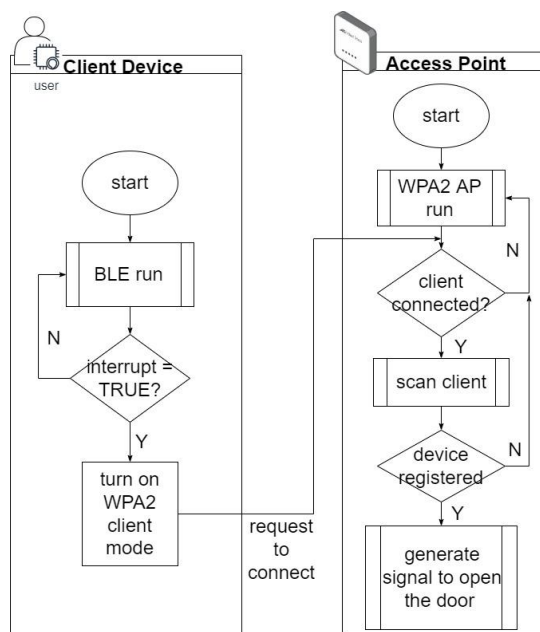 user
Client Device
start
BLE run
N
interrupt =
TRUE?
Y
turn on
WPA2
client
mode
request
to
connect
Access Point
start
WPA2 AP
run
N
client
connected?
Y
scan client
device
registered
N
Y
generate
signal to open
the door